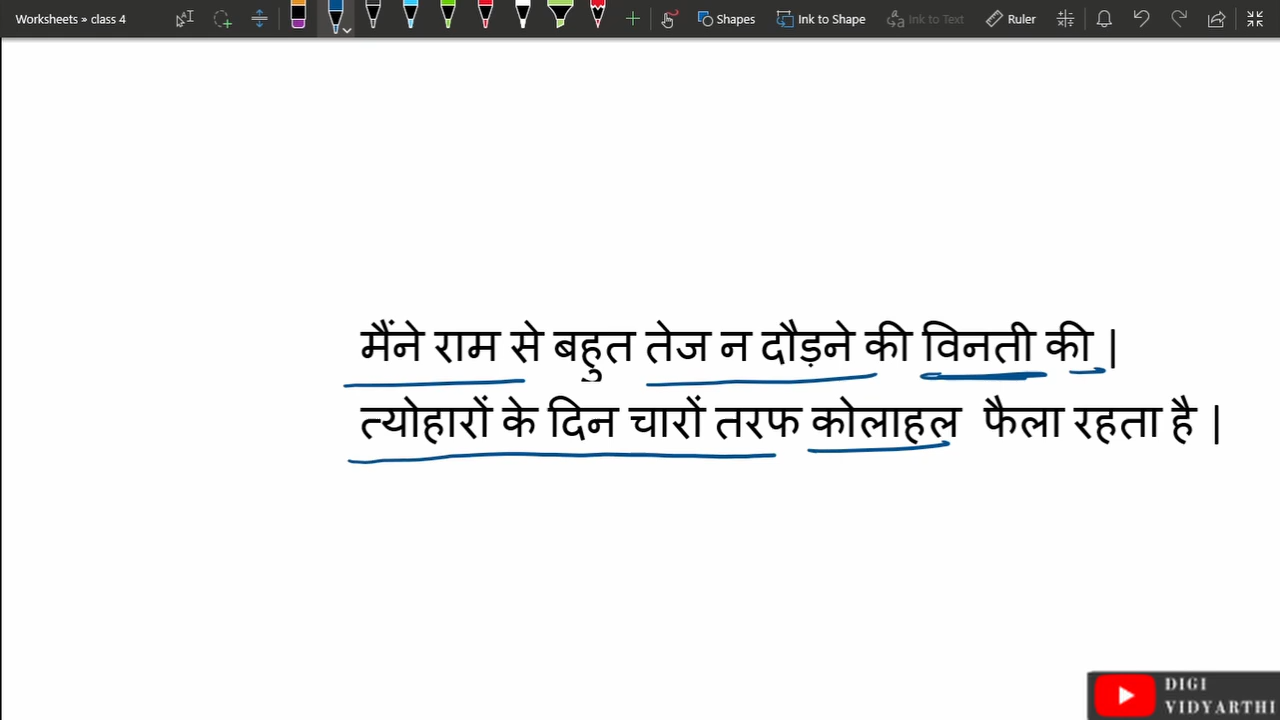 Worksheets » class 4
Shapes
Ink to Shape
Ink to Text
Ruler
मैंने राम से बहुत तेज न दौड़ने की विनती की |
त्योहारों के दिन चारों तरफ कोलाहल फैला रहता है |
DIGI
VIDYARTHI